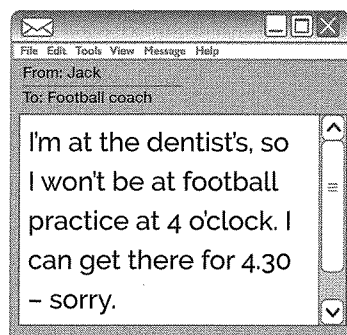 File Edit Tools View Message Help
From: Jack
To: Football coach
I'm at the dentist's, so
I won't be at football
practice at 4 o'clock. I
can get there for 4.30
– sorry.